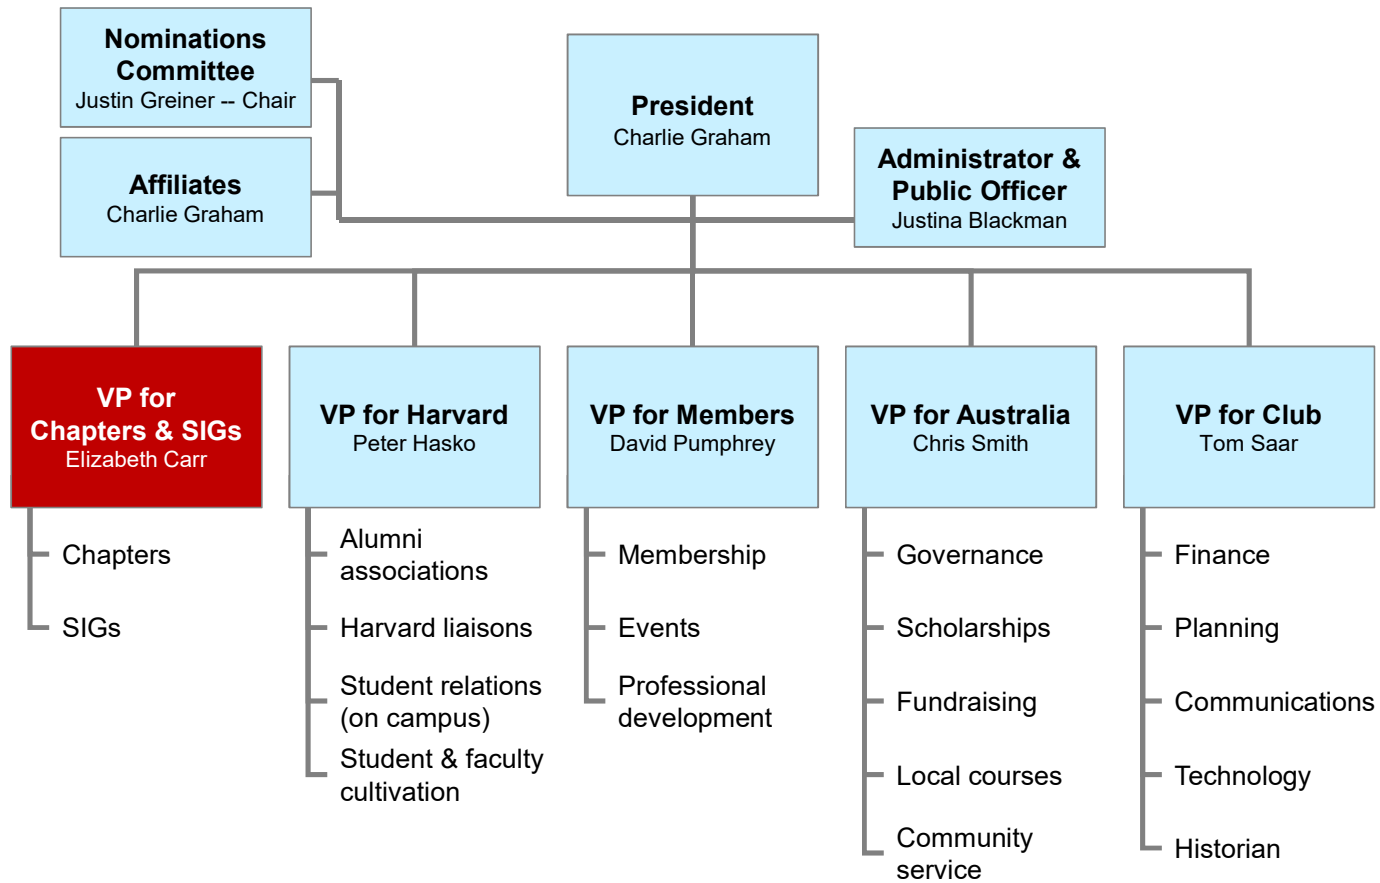 Nominations
Committee
Justin Greiner -- Chair
Affiliates
Charlie Graham
President
Charlie Graham
Administrator &
Public Officer
Justina Blackman
VP for
Chapters & SIGs
Elizabeth Carr
Chapters
SIGs
VP for Harvard
Peter Hasko
Alumni
associations
Harvard liaisons
Student relations
(on campus)
Student & faculty
cultivation
VP for Members
David Pumphrey
Membership
Events
Professional
development
VP for Australia
Chris Smith
Governance
Scholarships
Fundraising
Local courses
Community
service
VP for Club
Tom Saar
Finance
Planning
Communications
Technology
Historian